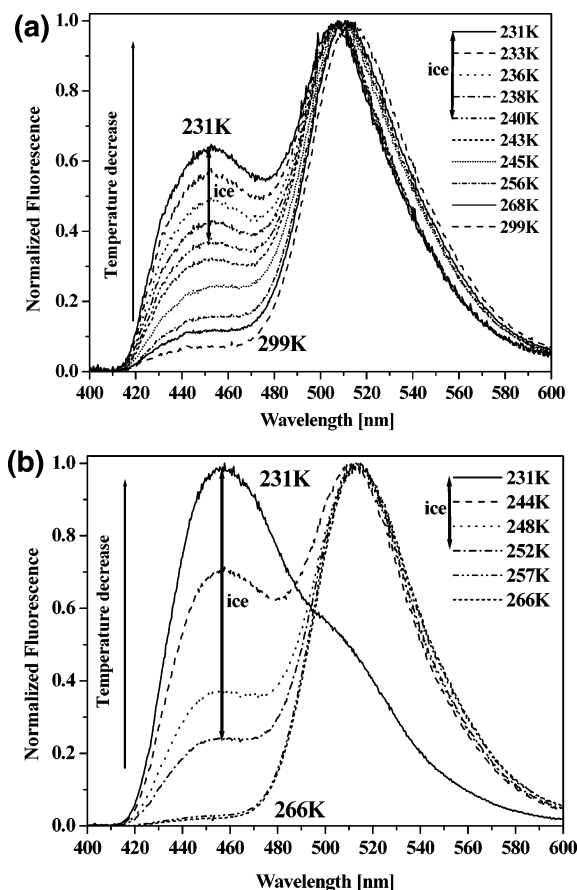 (a)
Normalized Fluorescence
1.0
0.8
0.6
0.4
0.2
0.0
Temperature decrease
231K
ice
299K
ice
231K
233K
236K
238K
240K
243K
245K
256K
268K
299K
400 420 440 460 480 500 520 540 560 580 600
Wavelength [nm]
(b)
Normalized Fluorescence
1.0
0.8
0.6
0.4
0.2
0.0
Temperature decrease
231K
ice
266K
ice
231K
244K
248K
252K
257K
266K
400 420 440 460 480 500 520 540 560 580 600
Wavelength [nm]